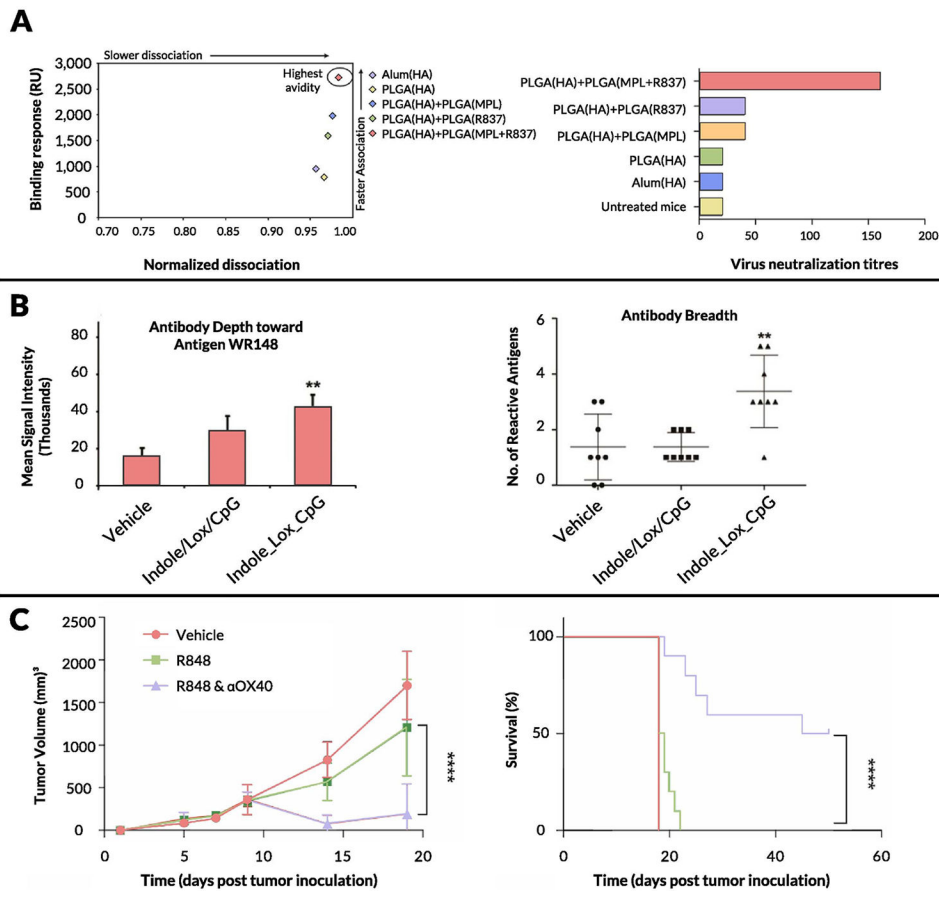 A
Slower dissociation
3,000
2,500
2,000
1,500
1,000
500
0
Binding response (RU)
Highest
avidity
Faster Association
0.70
0.75
0.80
0.85
0.90
0.95
1.00
Normalized dissociation
Alum(HA)
PLGA(HA)
PLGA(HA)+PLGA(MPL)
PLGA(HA)+PLGA(R837)
PLGA(HA)+PLGA(MPL+R837)
PLGA(HA)+PLGA(MPL+R837)
PLGA(HA)+PLGA(R837)
PLGA(HA)+PLGA(MPL)
PLGA(HA)
Alum(HA)
Untreated mice
0
50
100
150
200
Virus neutralization titres
B
Antibody Depth toward
Antigen WR148
Mean Signal Intensity
(Thousands)
80
60
40
20
0
**
Vehicle
Indole/Lox/CpG
Indole_Lox_CpG
Antibody Breadth
No. of Reactive Antigens
6
4
2
0
**
Vehicle
Indole/Lox/CpG
Indole_Lox_CpG
C
Tumor Volume (mm)³
2500
2000
1500
1000
500
0
Vehicle
R848
R848 & αOX40
****
0
5
10
15
20
Time (days post tumor inoculation)
Survival (%)
100
50
0
****
0
20
40
60
Time (days post tumor inoculation)